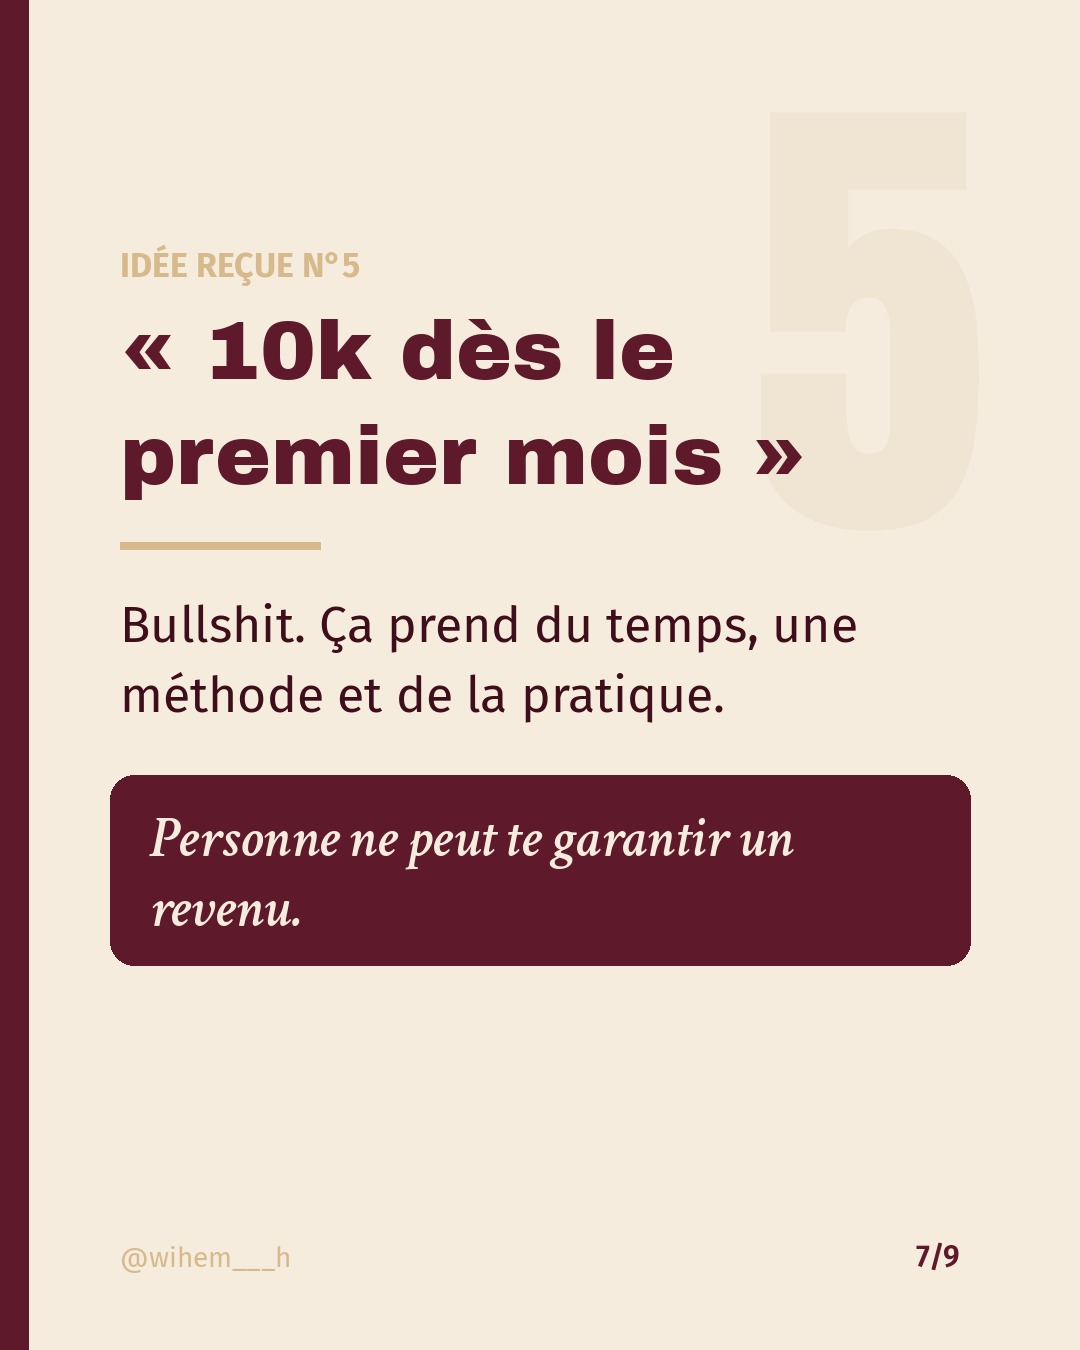 5
IDÉE REÇUE N°5
« 10k dès le
premier mois »
Bullshit. Ça prend du temps, une
méthode et de la pratique.
Personne ne peut te garantir un
revenu.
@wihem___h
7/9